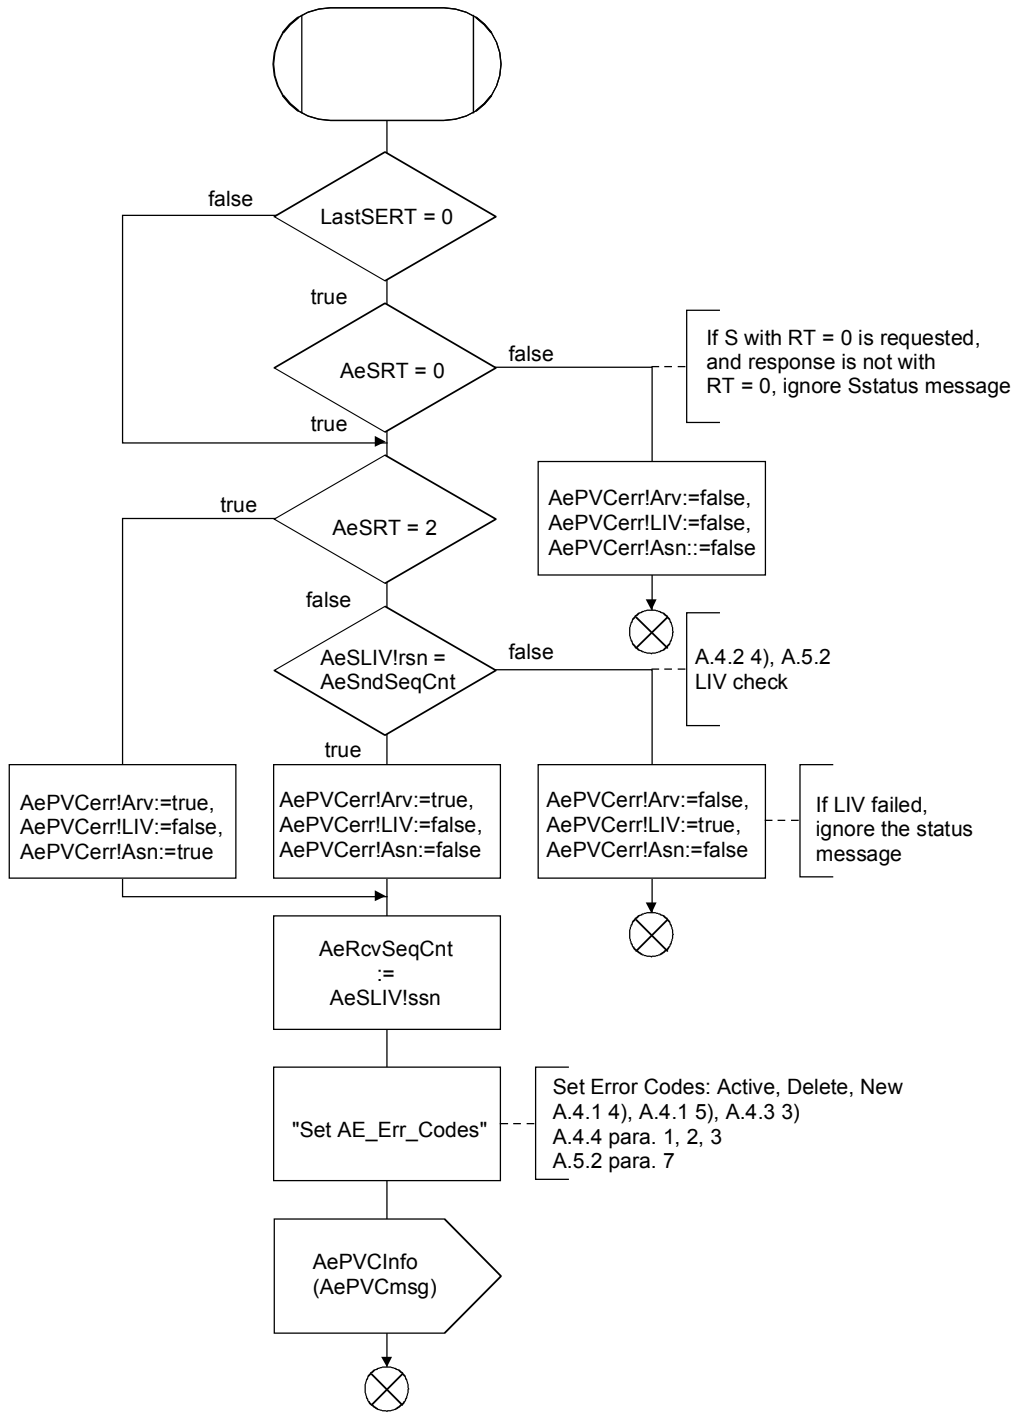 false
LastSERT = 0
true
false
AeSRT = 0
If S with RT = 0 is requested,
and response is not with
RT = 0, ignore Sstatus message
true
true
AeSRT = 2
AePVCerr!Arv:=false,
AePVCerr!LIV:=false,
AePVCerr!Asn::=false
false
AeSLIV!rsn =
AeSndSeqCnt
false
A.4.2 4), A.5.2
LIV check
true
AePVCerr!Arv:=true,
AePVCerr!LIV:=false,
AePVCerr!Asn:=true
AePVCerr!Arv:=true,
AePVCerr!LIV:=false,
AePVCerr!Asn:=false
AePVCerr!Arv:=false,
AePVCerr!LIV:=true,
AePVCerr!Asn:=false
If LIV failed,
ignore the status
message
AeRcvSeqCnt
:=
AeSLIV!ssn
"Set AE_Err_Codes"
Set Error Codes: Active, Delete, New
A.4.1 4), A.4.1 5), A.4.3 3)
A.4.4 para. 1, 2, 3
A.5.2 para. 7
AePVCInfo
(AePVCmsg)